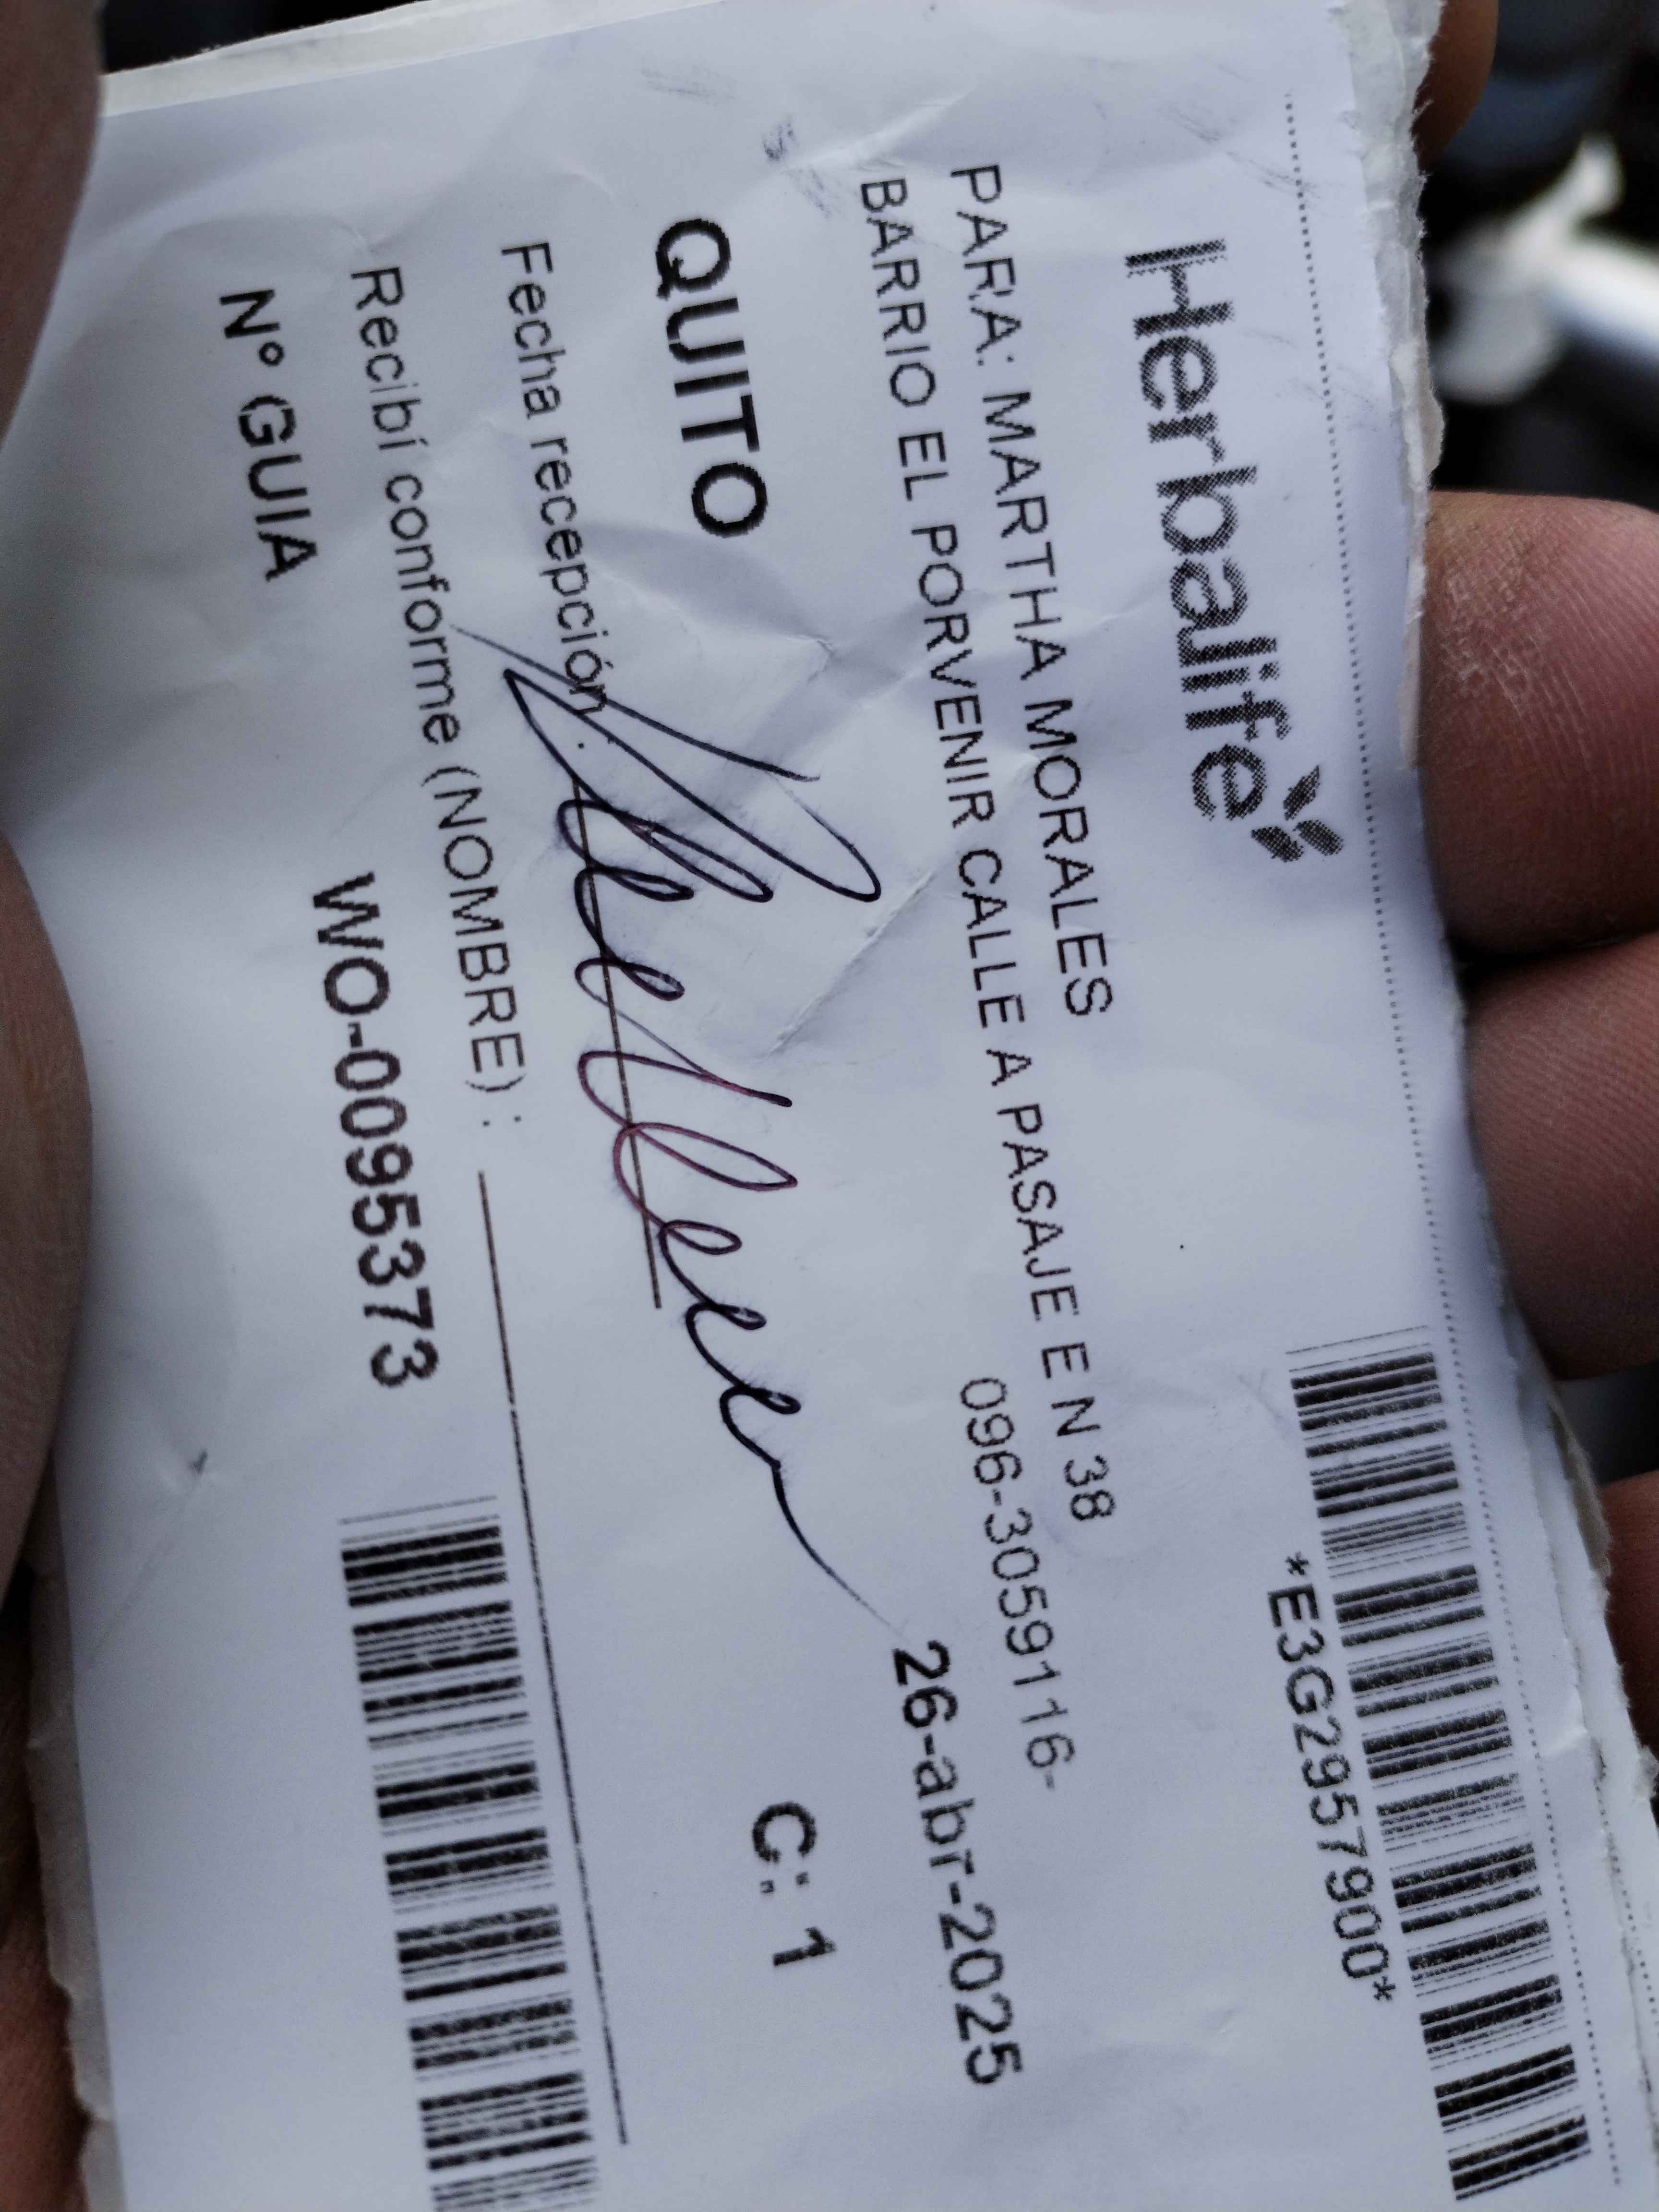 Herbalife
*E3G2957900*
PARA: MARTHA MORALES
BARRIO EL PORVENIR CALLE A PASAJE E N 38
096-3059116-
QUITO
26-abr-2025
Fecha recepción :
C: 1
Recibí conforme (NOMBRE) :
N° GUIA WO-0095373